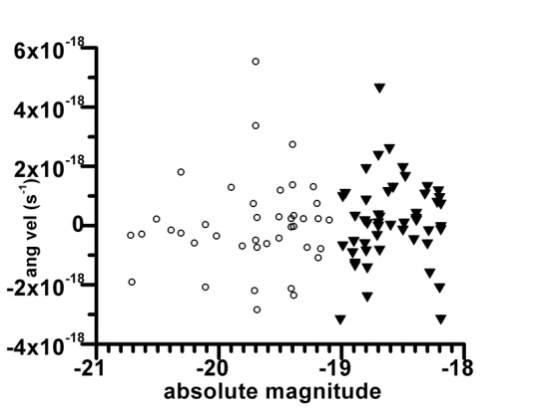 6x10-18
4x10-18
2x10-18
0
-2x10-18
-4x10-18
ang vel (s-1)
-21 -20 -19 -18
absolute magnitude